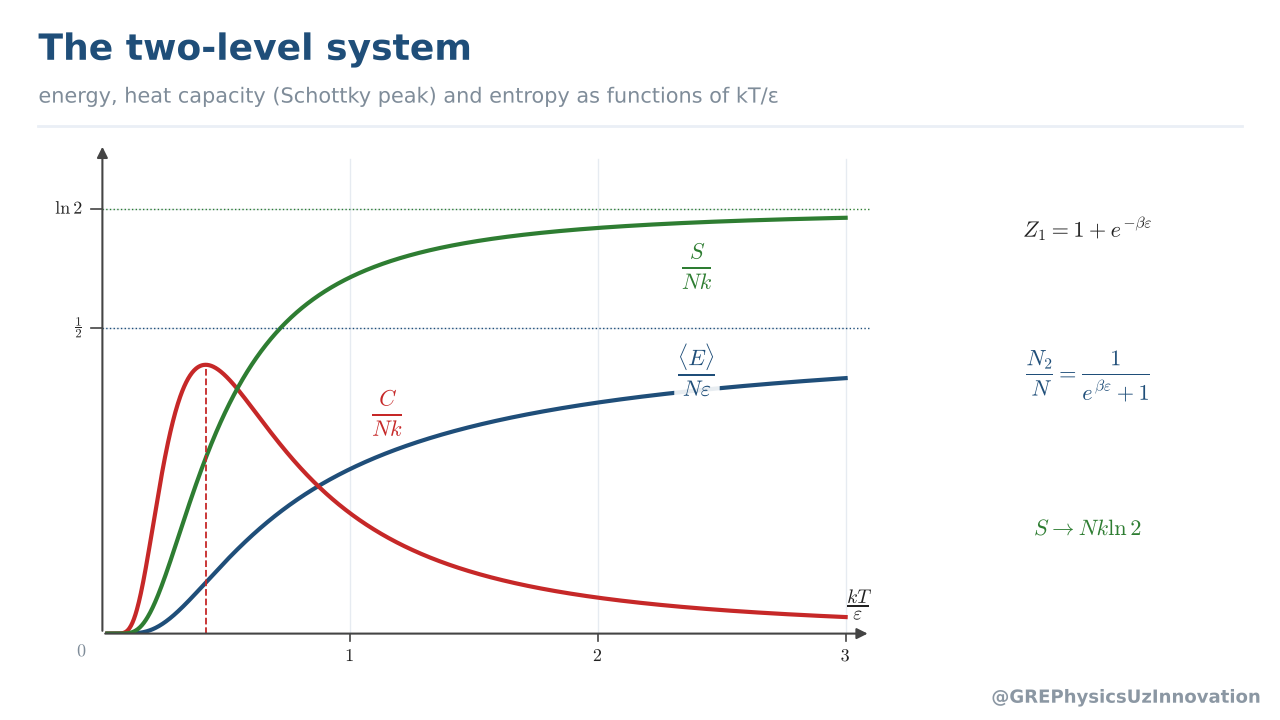 The two-level system
energy, heat capacity (Schottky peak) and entropy as functions of kT/ε
ln 2
1/2
S/Nk
⟨E⟩/Nε
C/Nk
kT/ε
0
1 2 3
Z₁ = 1 + e^{−βε}
N₂/N = 1/(e^{βε} + 1)
S → Nk ln 2
@GREPhysicsUzInnovation